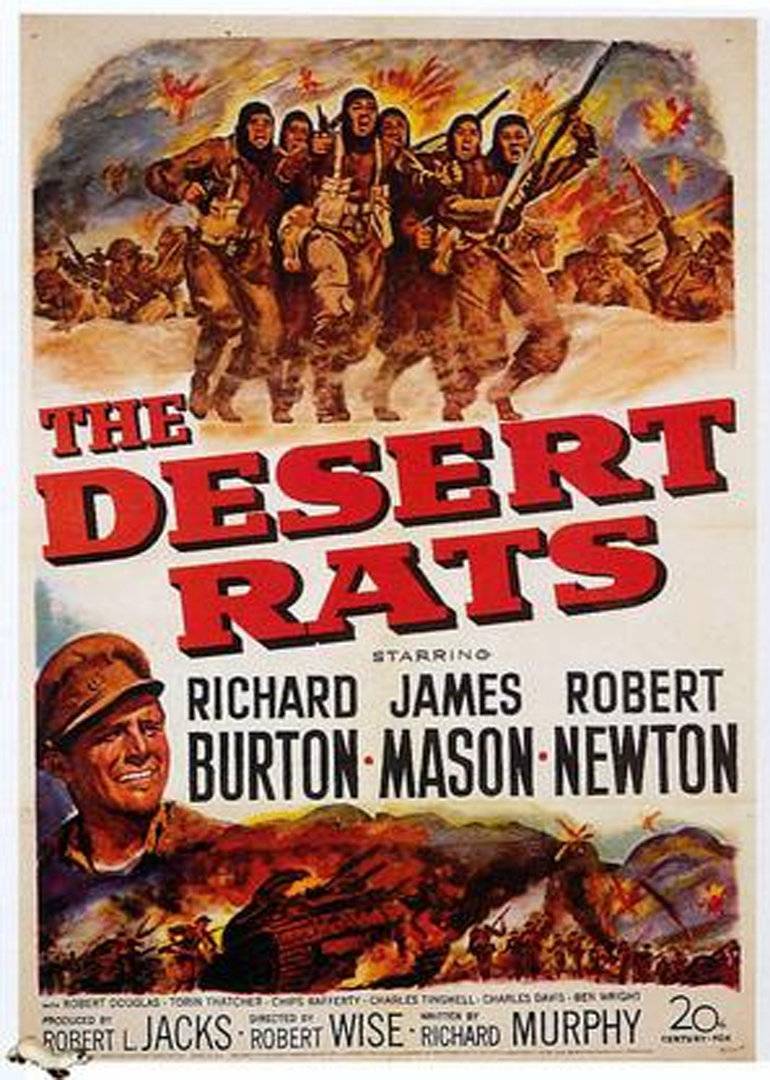 THE
DESERT
RATS
STARRING
RICHARD JAMES ROBERT
BURTON · MASON · NEWTON
WITH ROBERT DOUGLAS · TORIN THATCHER · CHIPS RAFFERTY · CHARLES TINGWELL · CHARLES DAVIS · BEN WRIGHT
PRODUCED BY ROBERT L. JACKS · DIRECTED BY ROBERT WISE · WRITTEN BY RICHARD MURPHY
20th
CENTURY-FOX